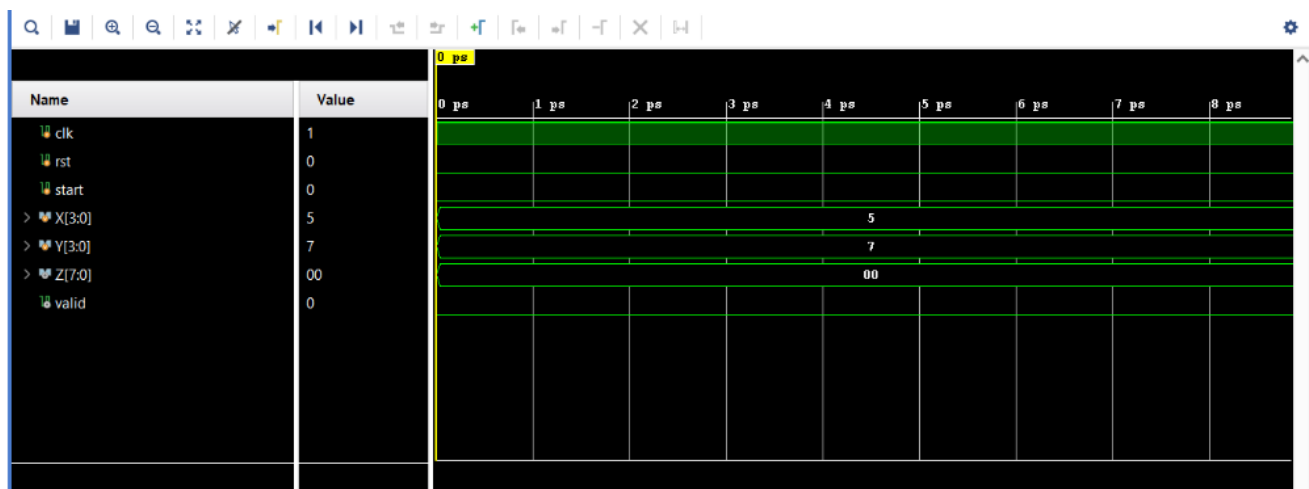 0 ps
Name Value 0 ps 1 ps 2 ps 3 ps 4 ps 5 ps 6 ps 7 ps 8 ps
clk 1
rst 0
start 0
X[3:0] 5 5
Y[3:0] 7 7
Z[7:0] 00 00
valid 0